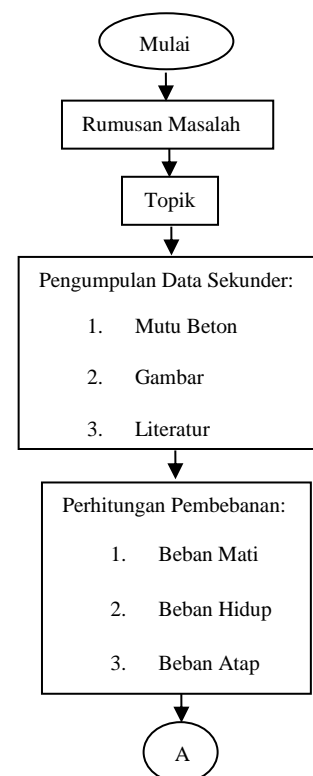 Mulai
Rumusan Masalah
Topik
Pengumpulan Data Sekunder:
1. Mutu Beton
2. Gambar
3. Literatur
Perhitungan Pembebanan:
1. Beban Mati
2. Beban Hidup
3. Beban Atap
A